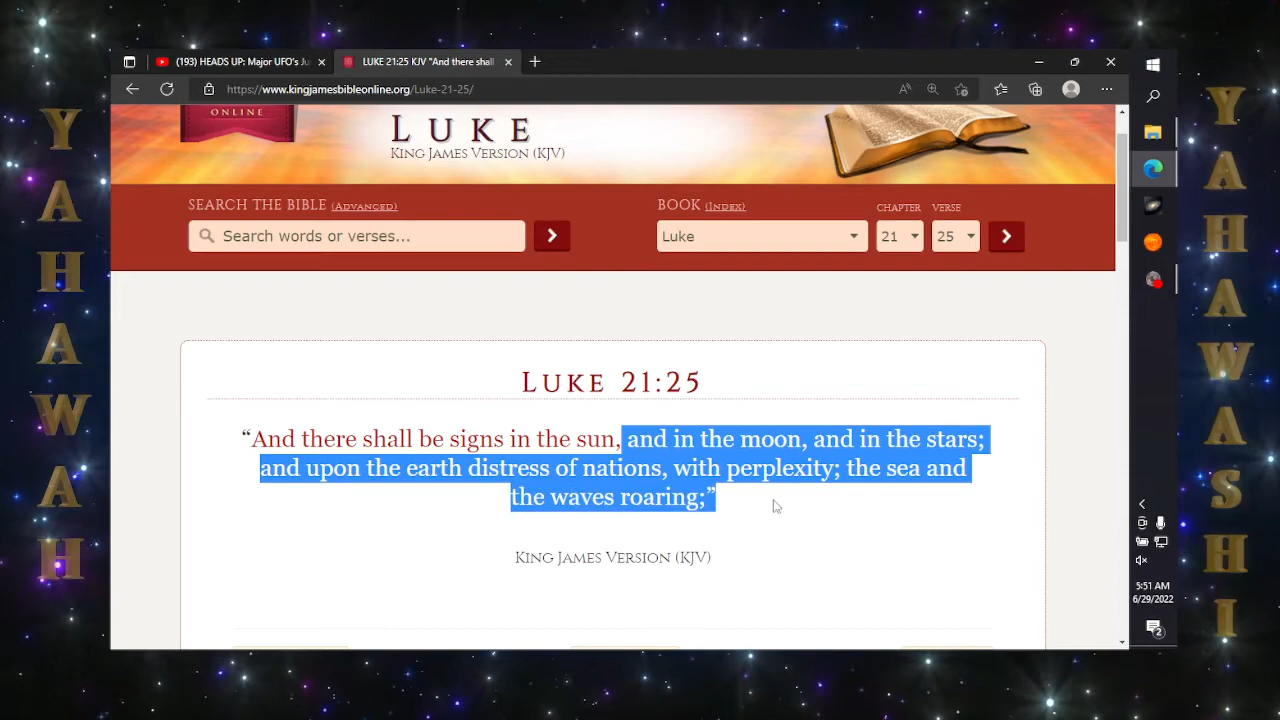 (193) HEADS UP: Major UFO's Ju
LUKE 21:25 KJV "And there shall
https://www.kingjamesbibleonline.org/Luke-21-25/
ONLINE
LUKE
KING JAMES VERSION (KJV)
SEARCH THE BIBLE (ADVANCED)
BOOK (INDEX)
CHAPTER
VERSE
Search words or verses...
Luke
21
25
LUKE 21:25
“And there shall be signs in the sun, and in the moon, and in the stars;
and upon the earth distress of nations, with perplexity; the sea and
the waves roaring;”
KING JAMES VERSION (KJV)
5:51 AM
6/29/2022
2
YAHAWAH
YAHAWASHI